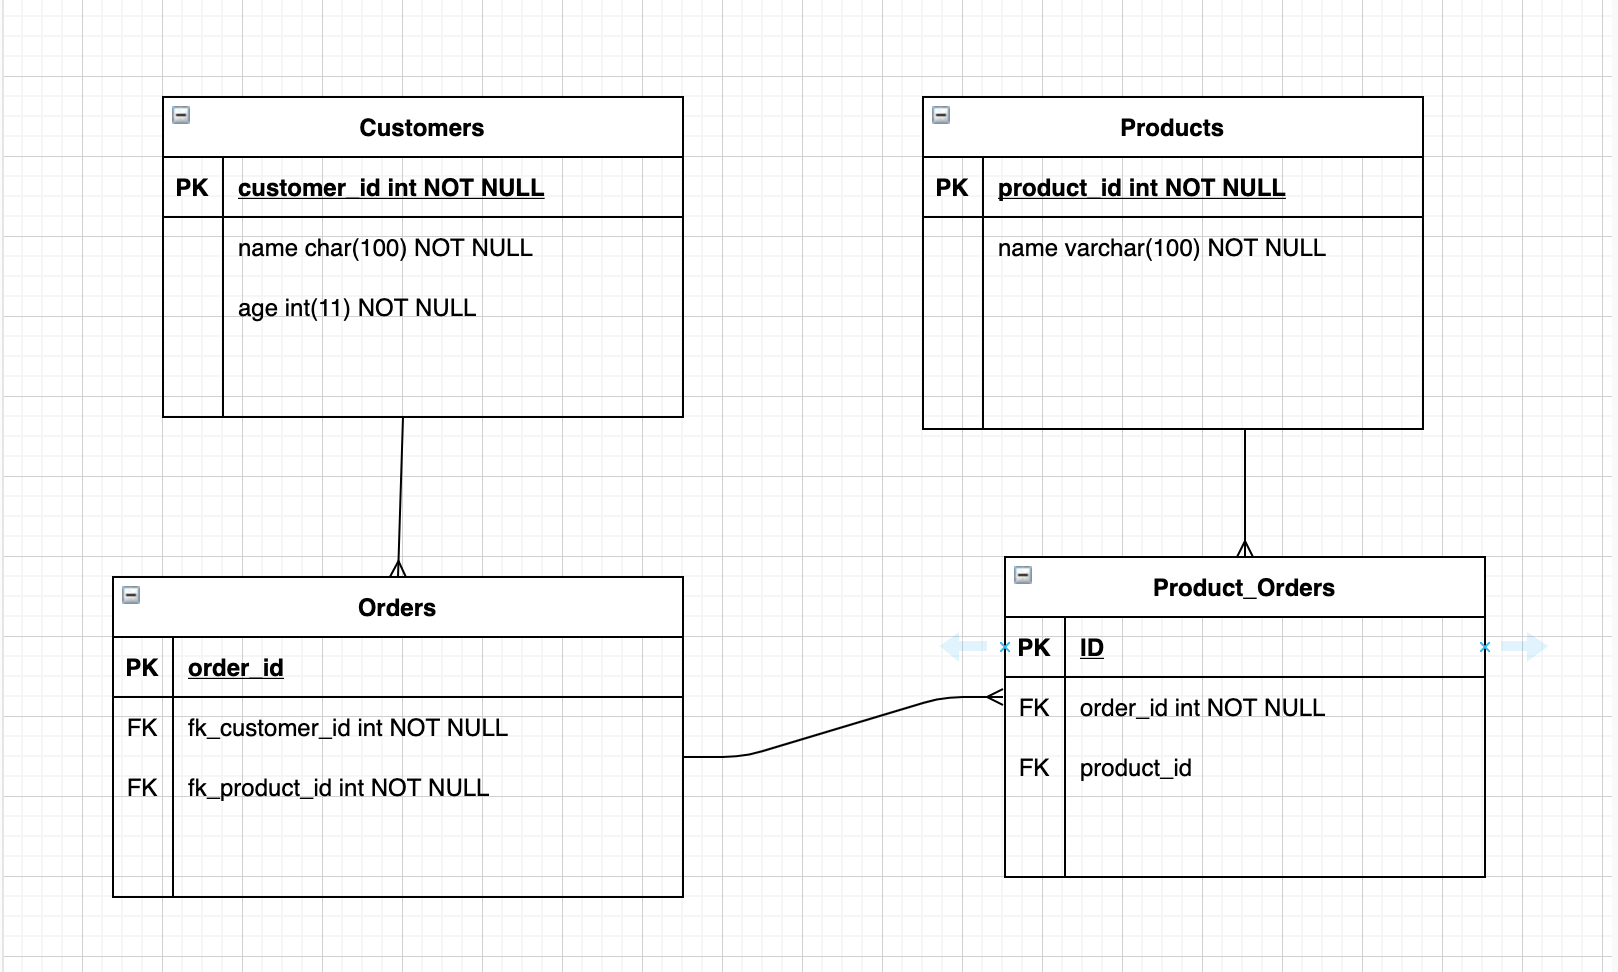 Customers
PK customer_id int NOT NULL
name char(100) NOT NULL
age int(11) NOT NULL
Products
PK product_id int NOT NULL
name varchar(100) NOT NULL
Orders
PK order_id
FK fk_customer_id int NOT NULL
FK fk_product_id int NOT NULL
Product_Orders
PK ID
FK order_id int NOT NULL
FK product_id